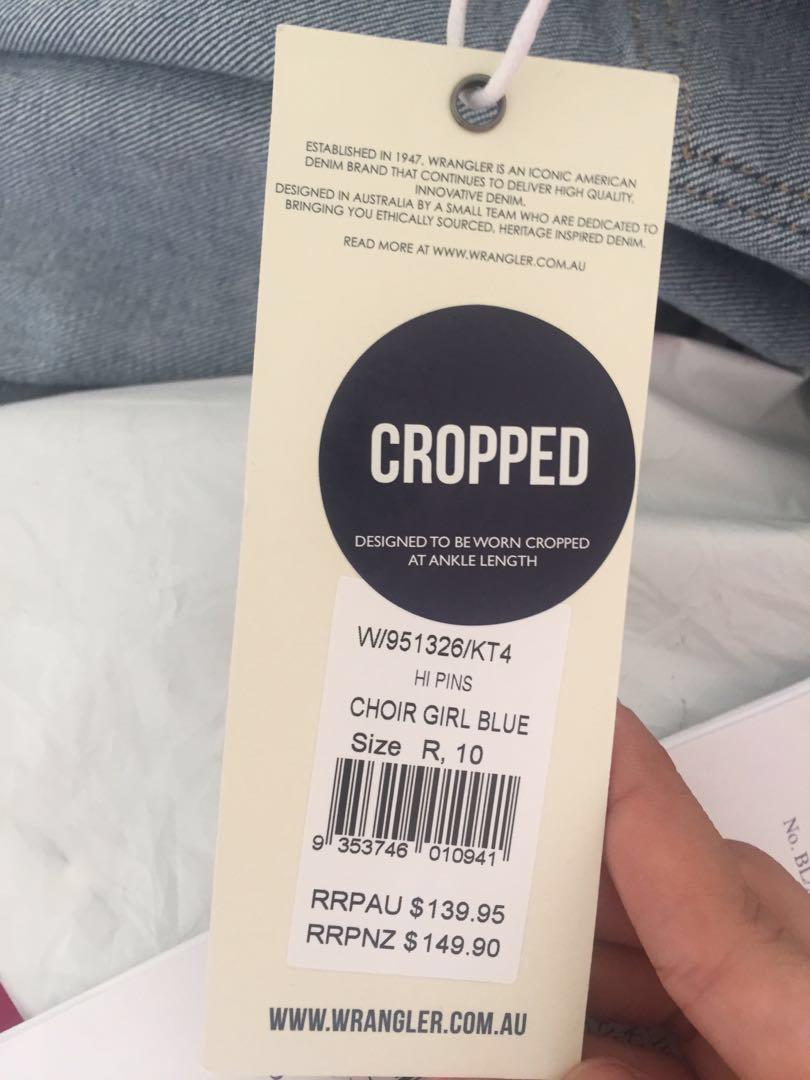 ESTABLISHED IN 1947, WRANGLER IS AN ICONIC AMERICAN
DENIM BRAND THAT CONTINUES TO DELIVER HIGH QUALITY,
INNOVATIVE DENIM.
DESIGNED IN AUSTRALIA BY A SMALL TEAM WHO ARE DEDICATED TO
BRINGING YOU ETHICALLY SOURCED, HERITAGE INSPIRED DENIM.
READ MORE AT WWW.WRANGLER.COM.AU
CROPPED
DESIGNED TO BE WORN CROPPED
AT ANKLE LENGTH
W/951326/KT4
HI PINS
CHOIR GIRL BLUE
Size R, 10
9 353746 010941
RRPAU $139.95
RRPNZ $149.90
WWW.WRANGLER.COM.AU
No.